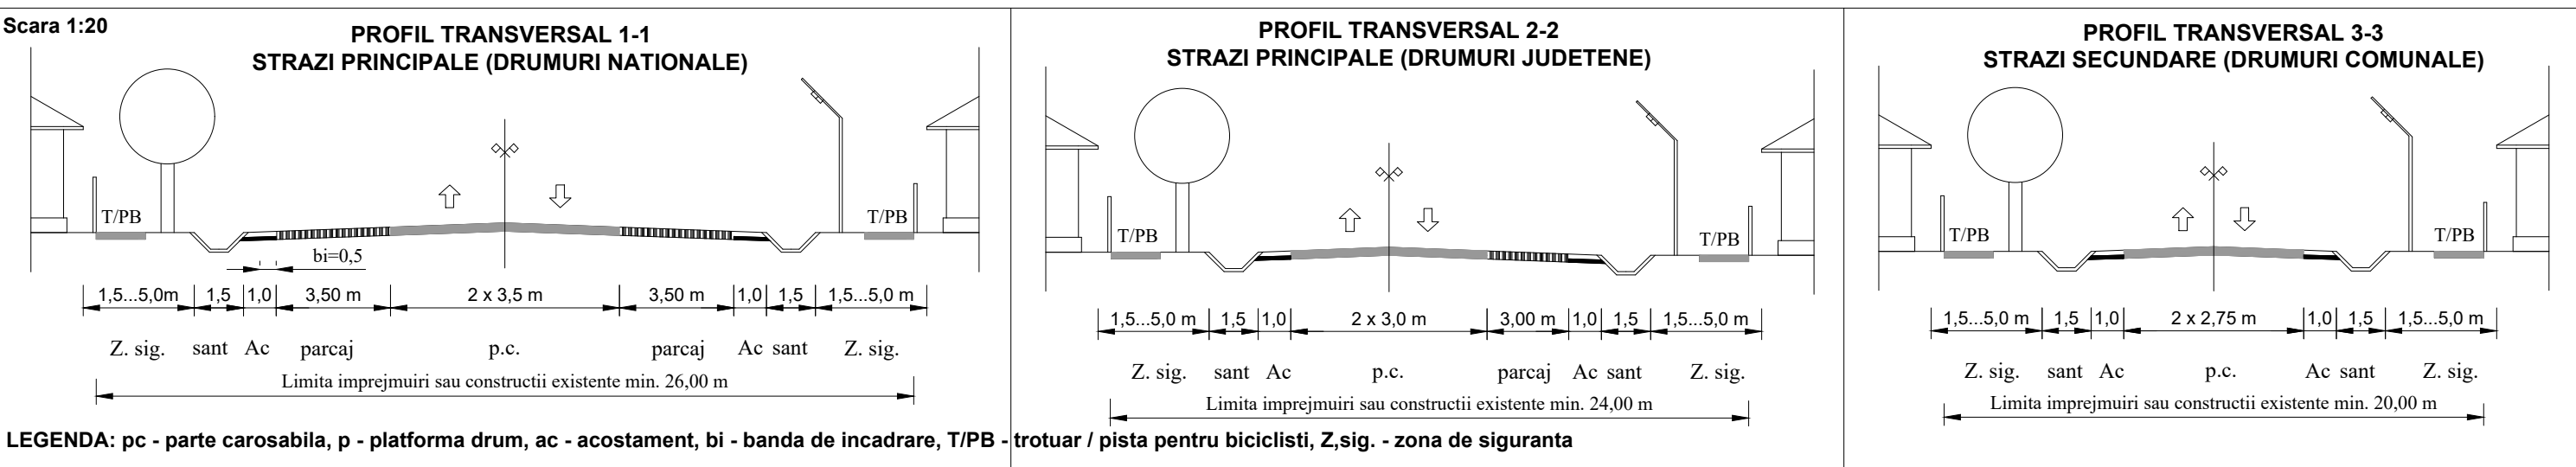 Scara 1:20
PROFIL TRANSVERSAL 1-1
STRAZI PRINCIPALE (DRUMURI NATIONALE)
T/PB
T/PB
bi=0,5
1,5...5,0m 1,5 1,0 3,50 m 2 x 3,5 m 3,50 m 1,0 1,5 1,5...5,0 m
Z. sig. sant Ac parcaj p.c. parcaj Ac sant Z. sig.
Limita imprejmuiri sau constructii existente min. 26,00 m
PROFIL TRANSVERSAL 2-2
STRAZI PRINCIPALE (DRUMURI JUDETENE)
T/PB
T/PB
1,5...5,0 m 1,5 1,0 2 x 3,0 m 3,00 m 1,0 1,5 1,5...5,0 m
Z. sig. sant Ac p.c. parcaj Ac sant Z. sig.
Limita imprejmuiri sau constructii existente min. 24,00 m
PROFIL TRANSVERSAL 3-3
STRAZI SECUNDARE (DRUMURI COMUNALE)
T/PB
T/PB
1,5...5,0 m 1,5 1,0 2 x 2,75 m 1,0 1,5 1,5...5,0 m
Z. sig. sant Ac p.c. Ac sant Z. sig.
Limita imprejmuiri sau constructii existente min. 20,00 m
LEGENDA: pc - parte carosabila, p - platforma drum, ac - acostament, bi - banda de incadrare, T/PB - trotuar / pista pentru biciclisti, Z,sig. - zona de siguranta